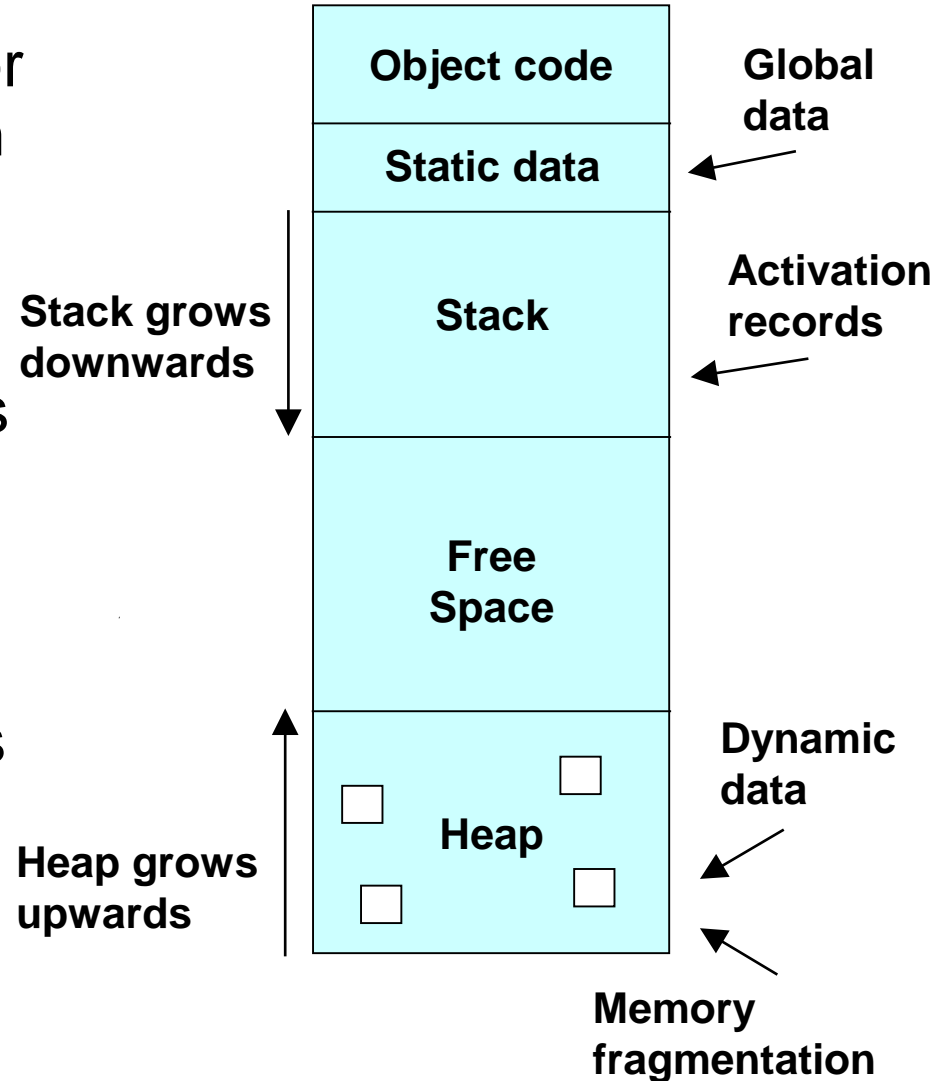 Object code
Global
data
Static data
Stack grows
downwards
Stack
Activation
records
Free
Space
Heap grows
upwards
Heap
Dynamic
data
Memory
fragmentation